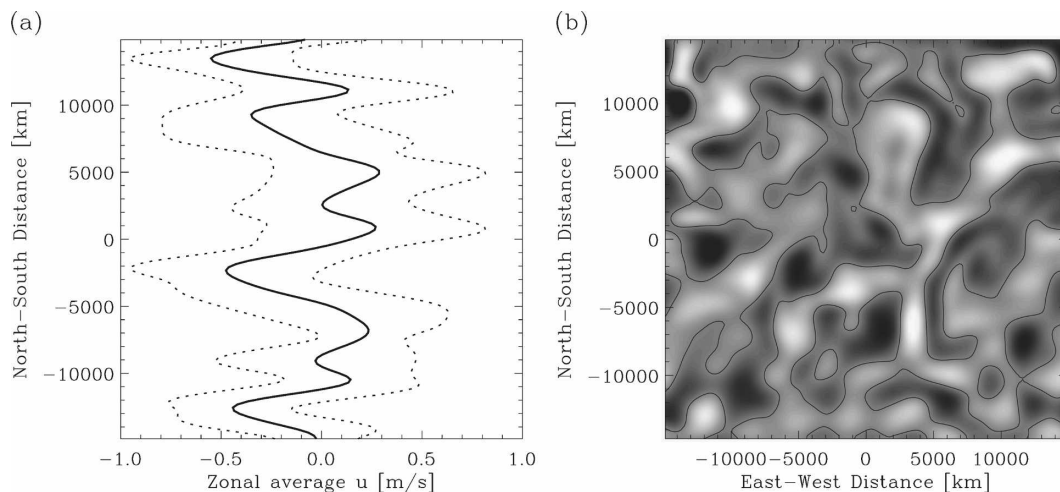 (a)
North−South Distance [km]
10000
5000
0
−5000
−10000
−1.0 −0.5 0.0 0.5 1.0
Zonal average u [m/s]
(b)
North−South Distance [km]
10000
5000
0
−5000
−10000
−10000−5000 0 5000 10000
East−West Distance [km]